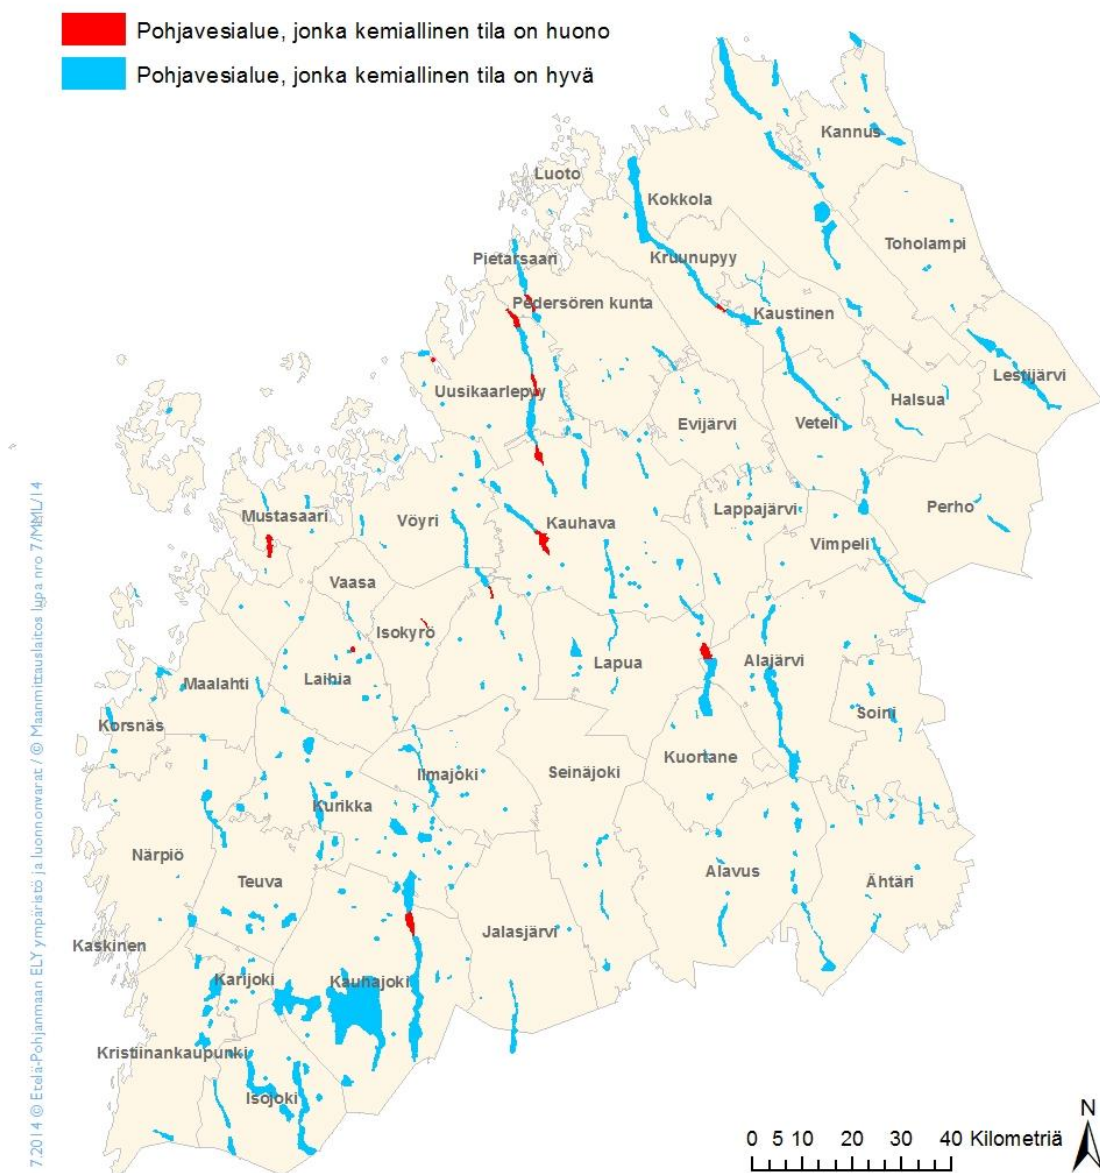 Pohjavesialue, jonka kemiallinen tila on huono
Pohjavesialue, jonka kemiallinen tila on hyvä
Kannus
Luoto
Kokkola
Toholampi
Pietarsaari
Kruunupyy
Pedersören kunta
Kaustinen
Lestijärvi
Uusikaarlepyy
Halsua
Evijärvi
Veteli
Perho
Lappajärvi
Mustasaari
Vöyri
Kauhava
Vimpeli
Vaasa
Isokyrö
Lapua
Alajärvi
Laihia
Maalahti
Soini
Korsnäs
Kuortane
Seinäjoki
Ilmajoki
Kurikka
Närpiö
Teuva
Alavus
Ähtäri
Jalasjärvi
Kaskinen
Karijoki
Kauhajoki
Kristiinankaupunki
Isojoki
7.2014 © Etelä-Pohjanmaan ELY ympäristö ja luonnonvarat / © Maanmittauslaitos lupa nro 7/MML/14
N
0 5 10 20 30 40 Kilometriä